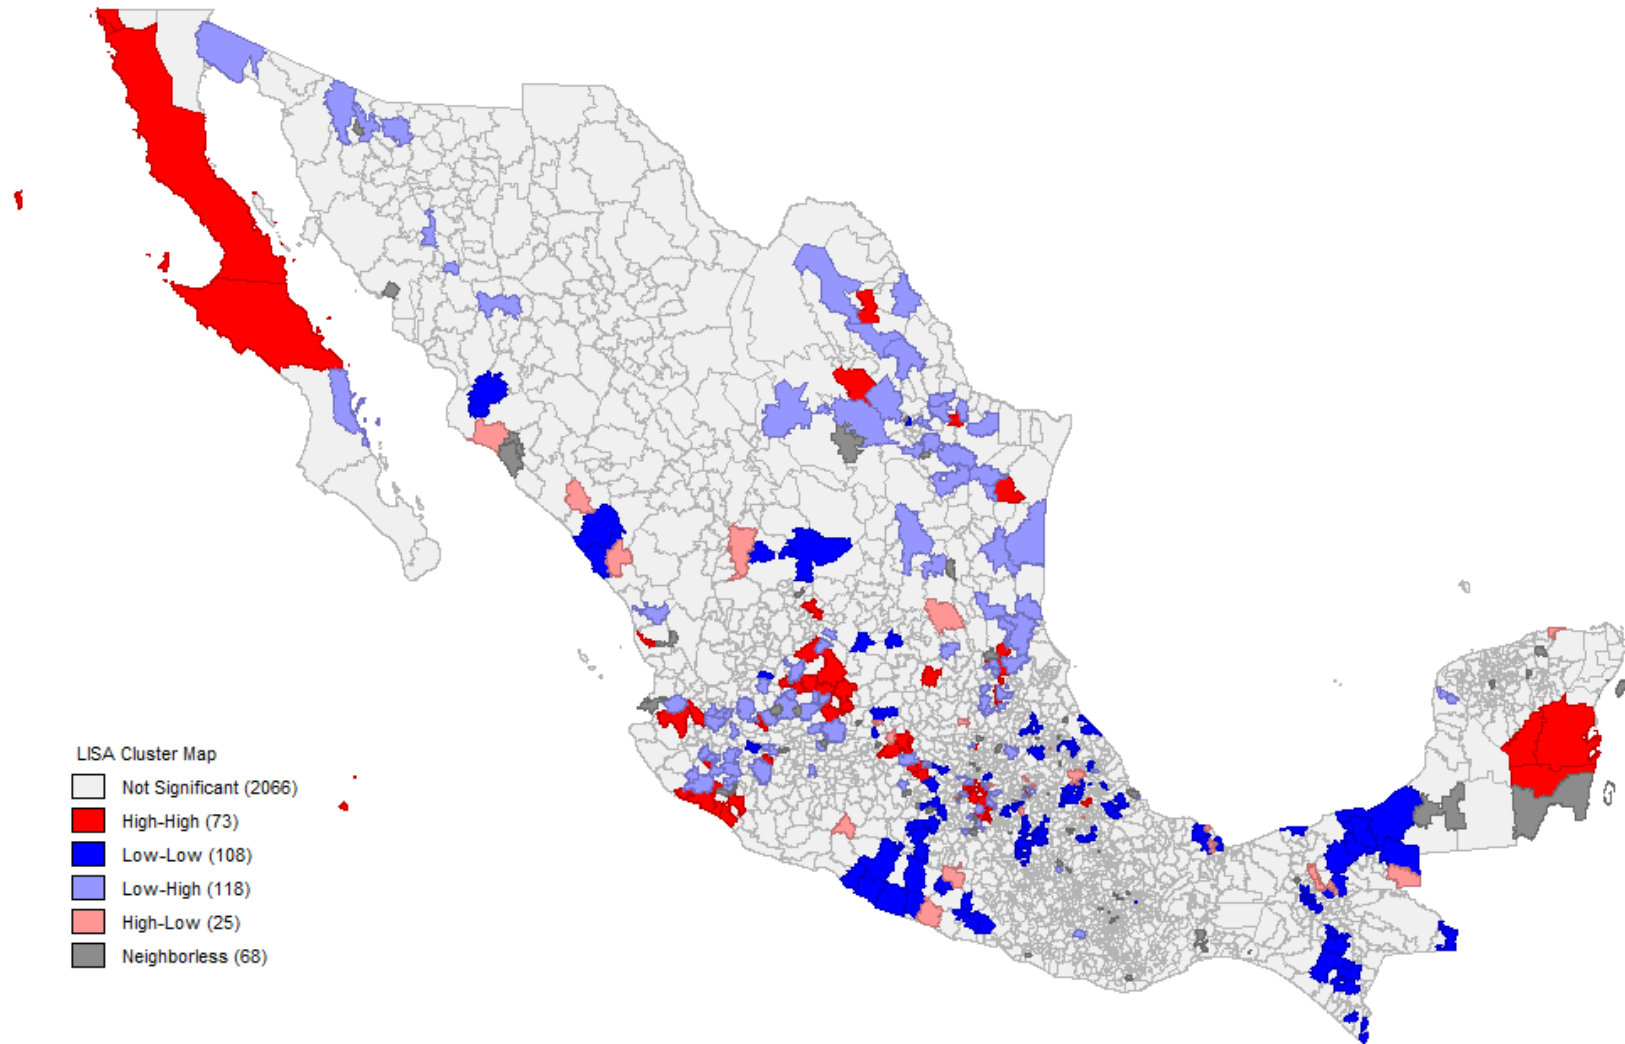 LISA Cluster Map
Not Significant (2066)
High-High (73)
Low-Low (108)
Low-High (118)
High-Low (25)
Neighborless (68)